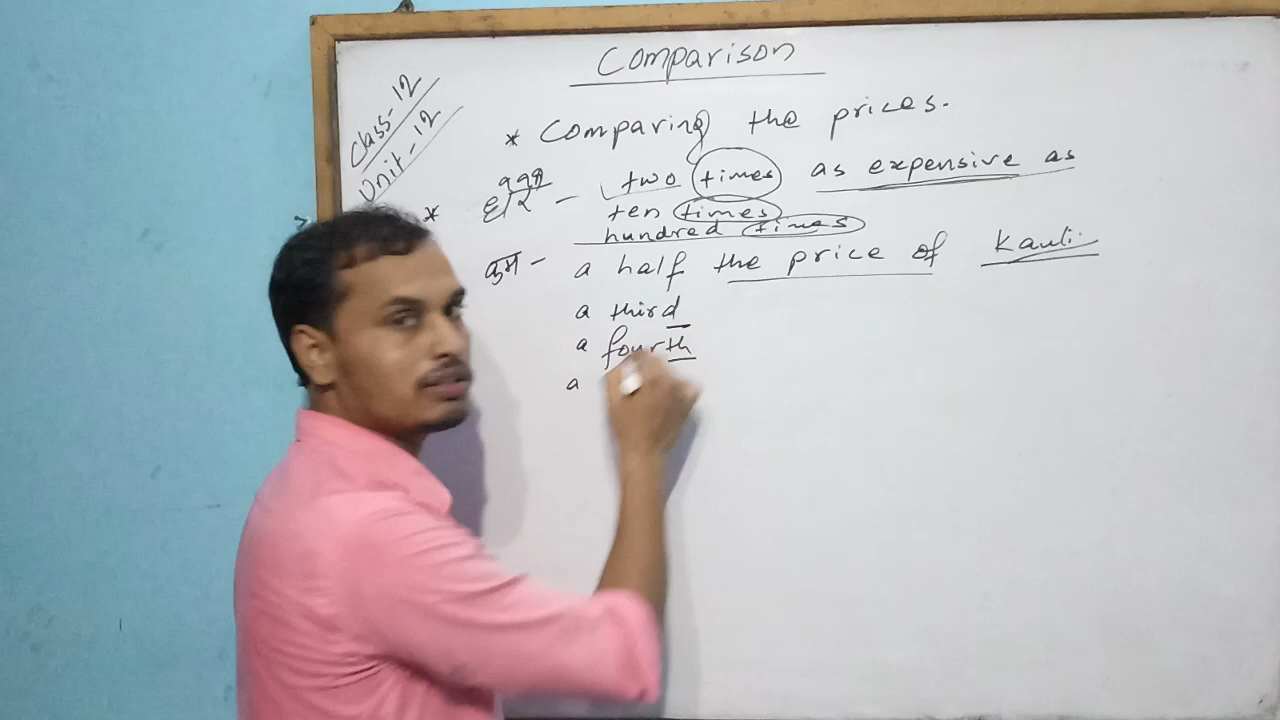 Comparison
Class-12
Unit-12
* Comparing the prices.
* धेरै - two times as expensive as
ten times
hundred times
कम - a half the price of Kauli
a third
a fourth
a